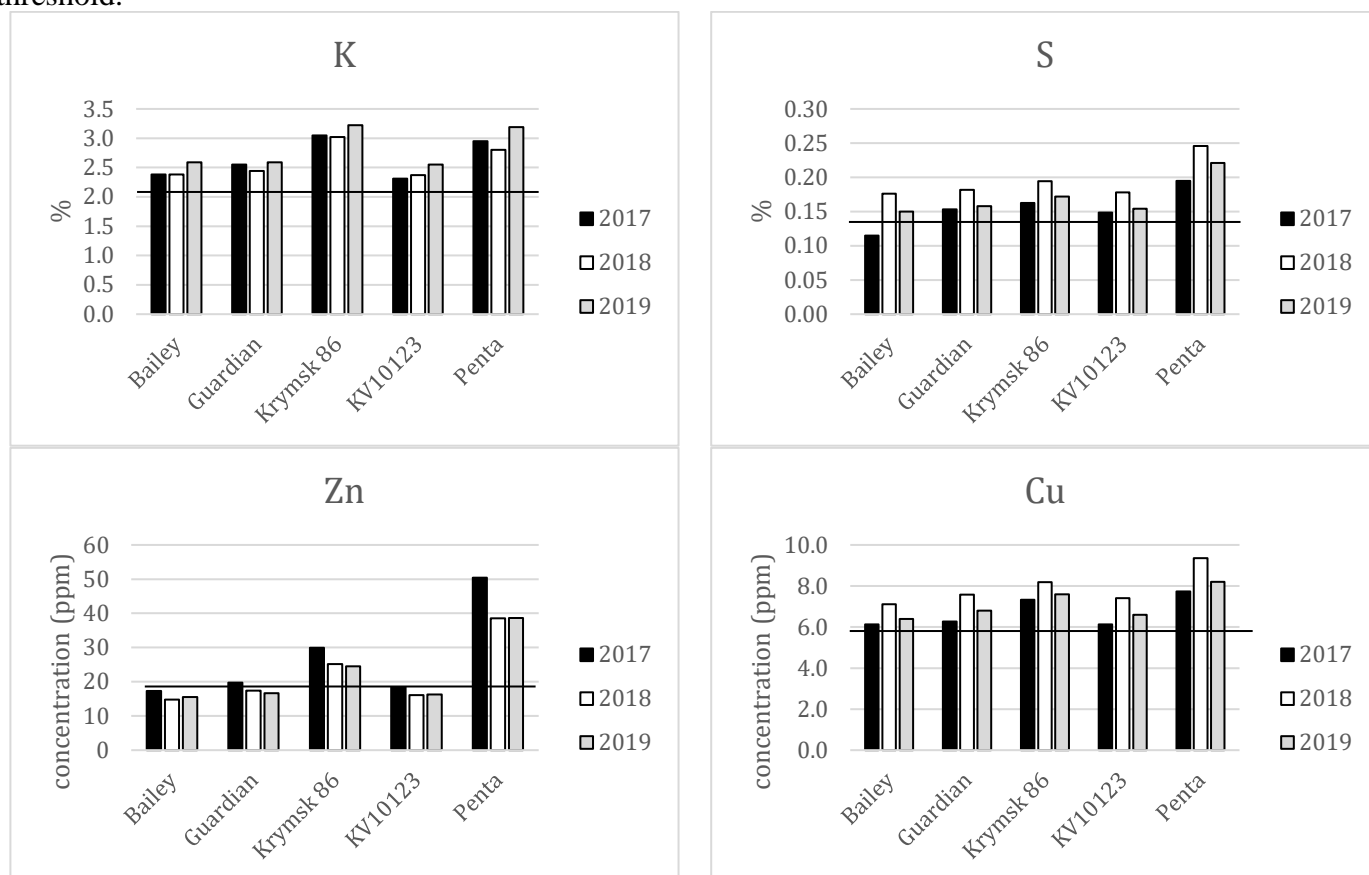 threshold.
K
%
3.5
3.0
2.5
2.0
1.5
1.0
0.5
0.0
Bailey
Guardian
Krymsk 86
KV10123
Penta
2017
2018
2019
S
%
0.30
0.25
0.20
0.15
0.10
0.05
0.00
Bailey
Guardian
Krymsk 86
KV10123
Penta
2017
2018
2019
Zn
concentration (ppm)
60
50
40
30
20
10
0
Bailey
Guardian
Krymsk 86
KV10123
Penta
2017
2018
2019
Cu
concentration (ppm)
10.0
8.0
6.0
4.0
2.0
0.0
Bailey
Guardian
Krymsk 86
KV10123
Penta
2017
2018
2019